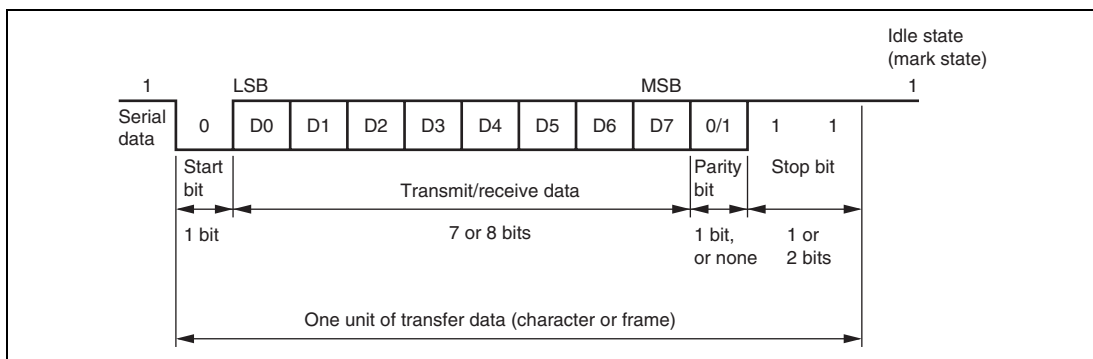 Idle state
(mark state)
1 LSB MSB 1
Serial data 0 D0 D1 D2 D3 D4 D5 D6 D7 0/1 1 1
Start bit Transmit/receive data Parity bit Stop bit
1 bit 7 or 8 bits 1 bit, or none 1 or 2 bits
One unit of transfer data (character or frame)